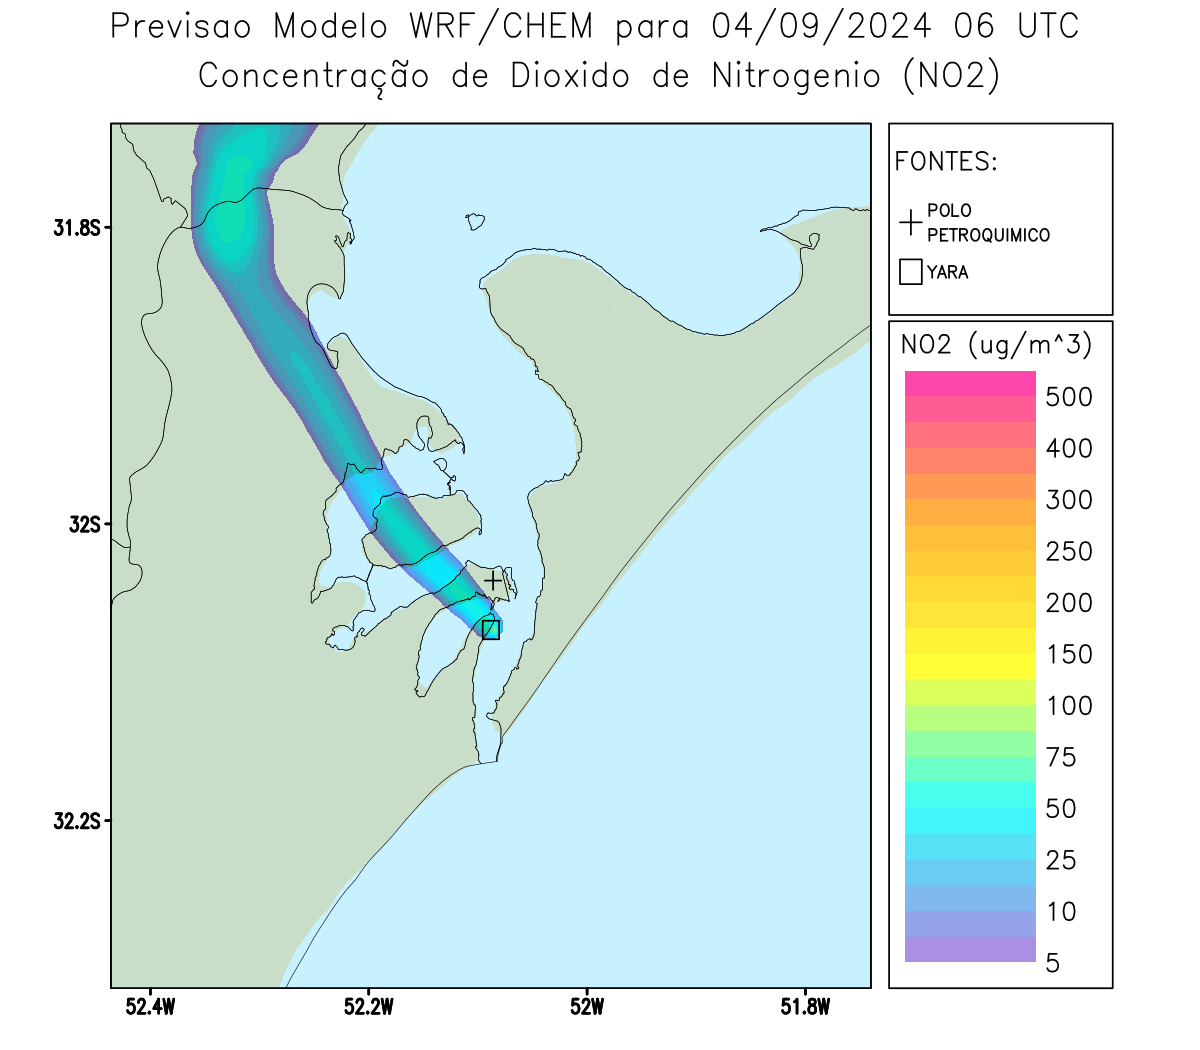 Previsao Modelo WRF/CHEM para 04/09/2024 06 UTC
Concentração de Dioxido de Nitrogenio (NO2)
FONTES:
POLO
PETROQUIMICO
YARA
NO2 (ug/m^3)
500
400
300
250
200
150
100
75
50
25
10
5
31.8S
32S
32.2S
52.4W
52.2W
52W
51.8W